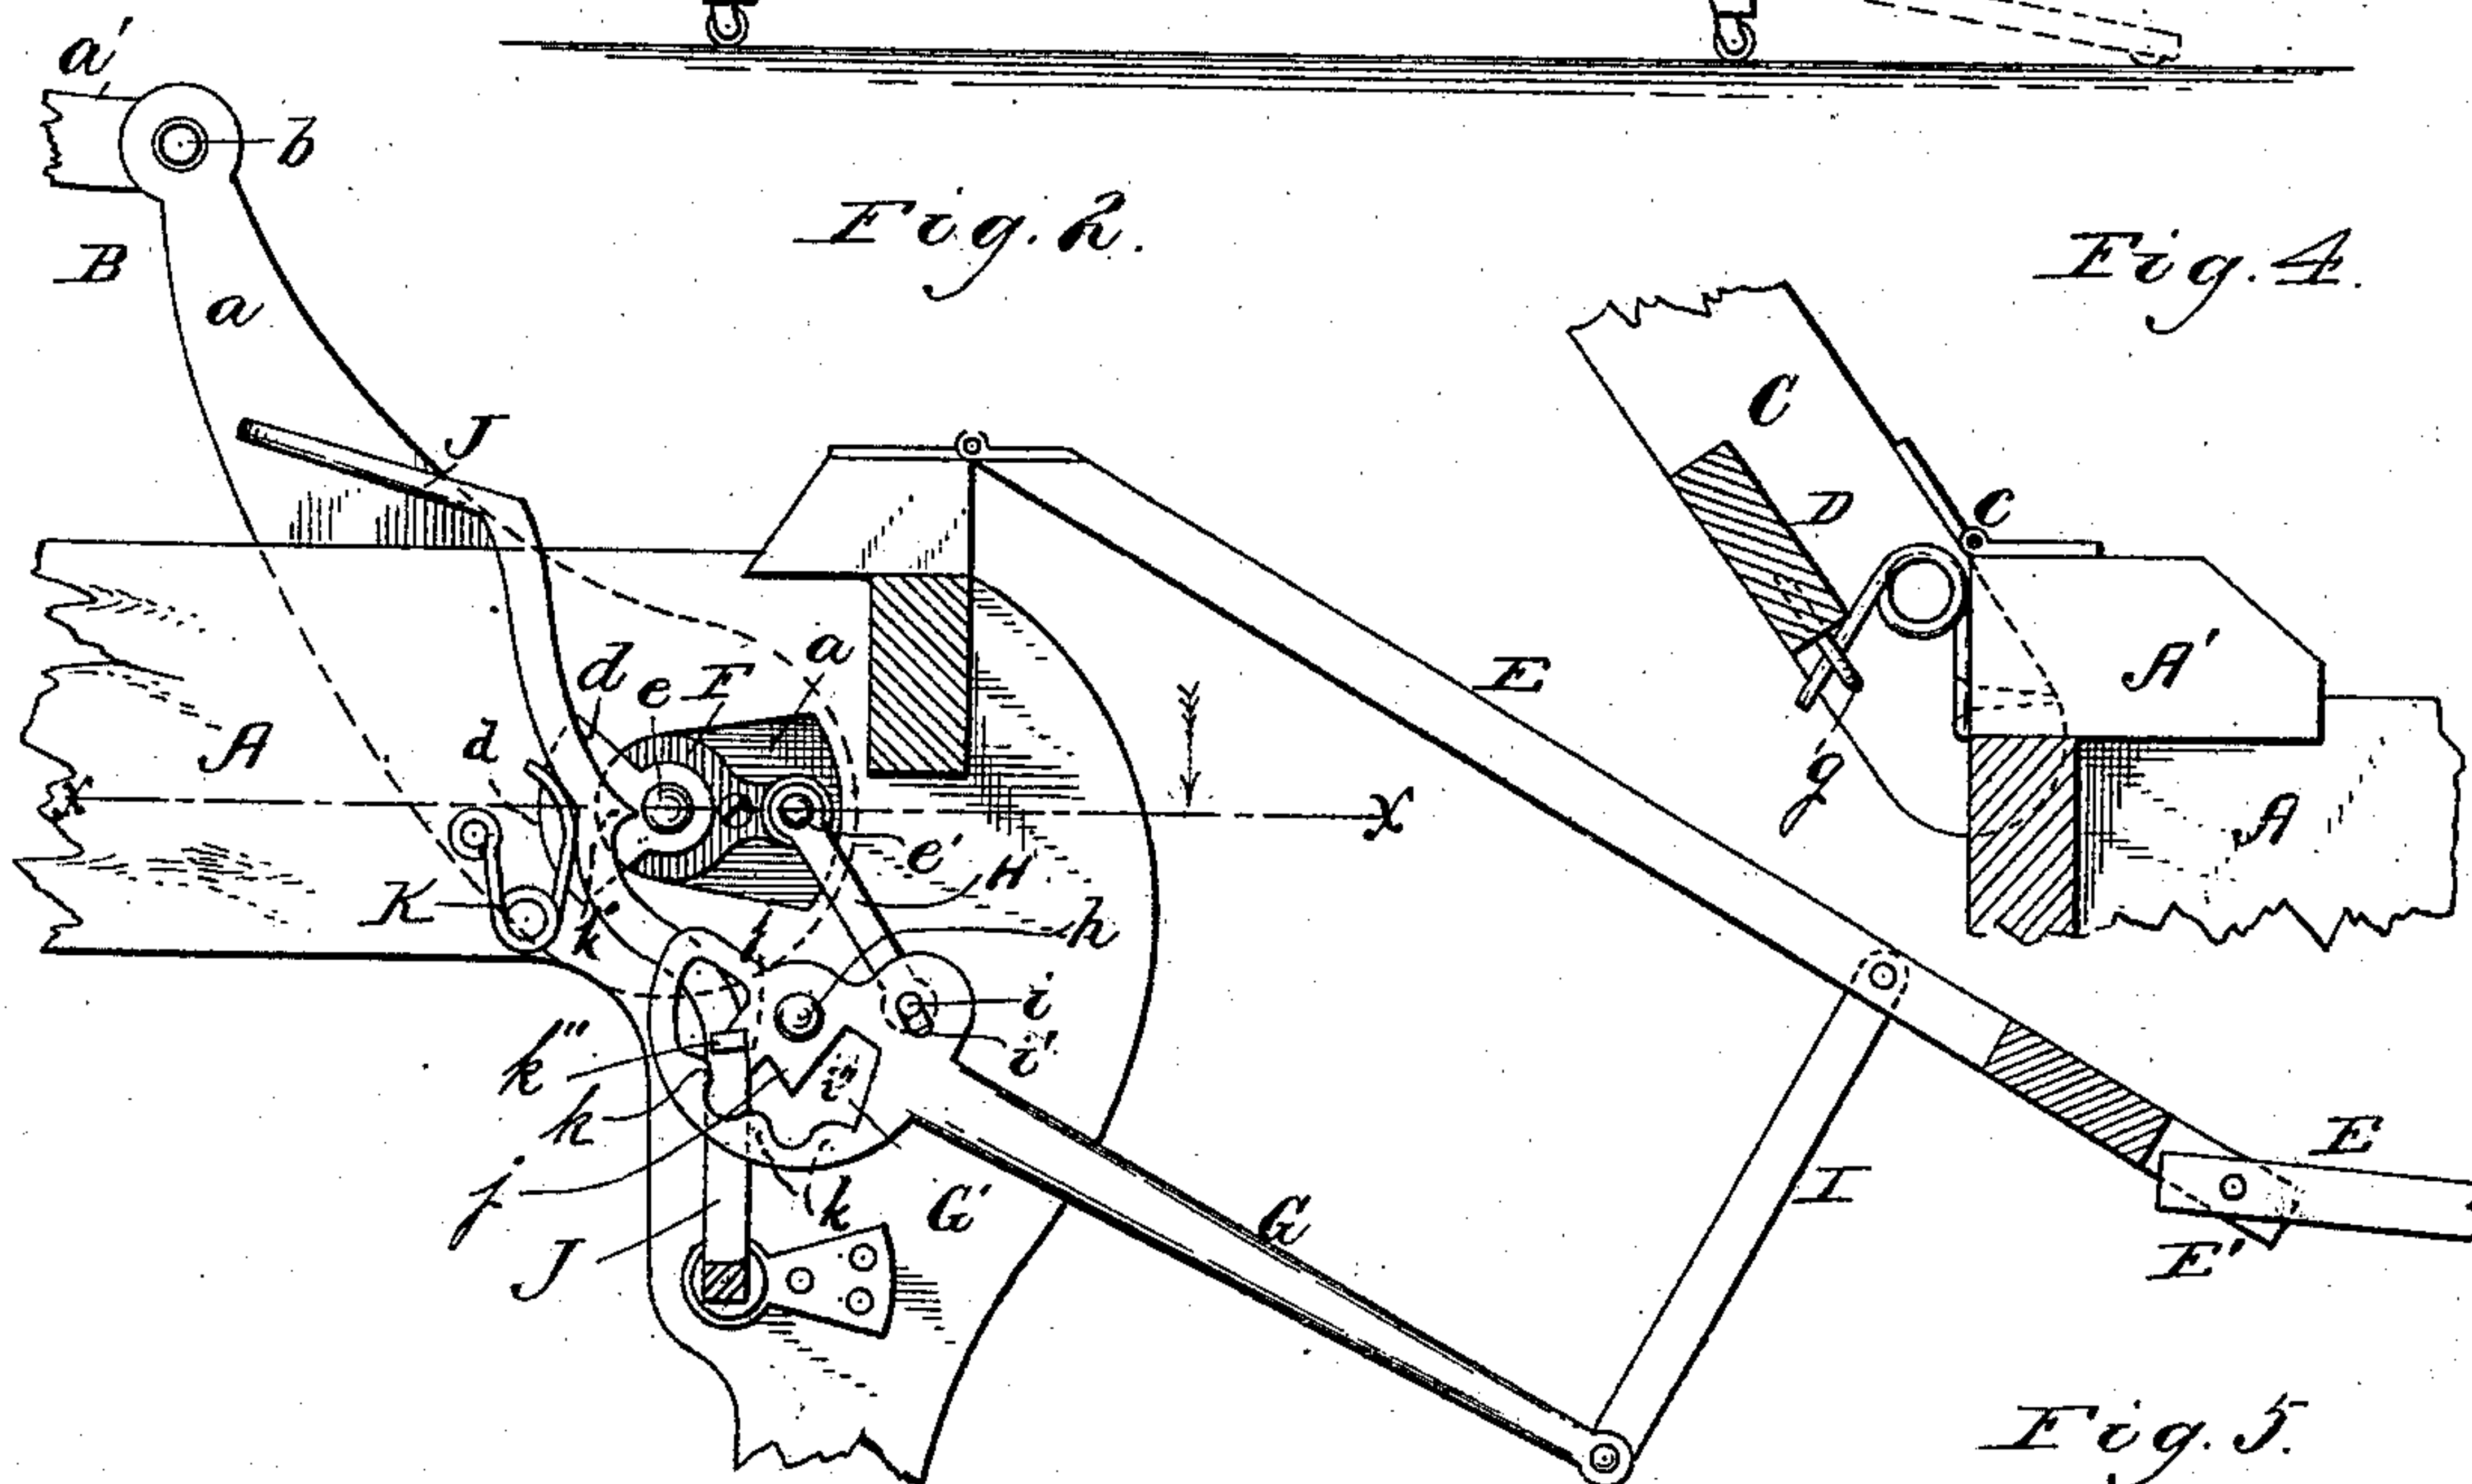 a'
b
Fig. 2.
B
Fig. 4.
a
C
J
D
C
E
A'
d
e
F
a
A
d
g
x
X
A
e'
H
K
k'
h
i
k'''
i'
k
i''
E
j
k
G'
I
G
J
E'
Fig. 5.